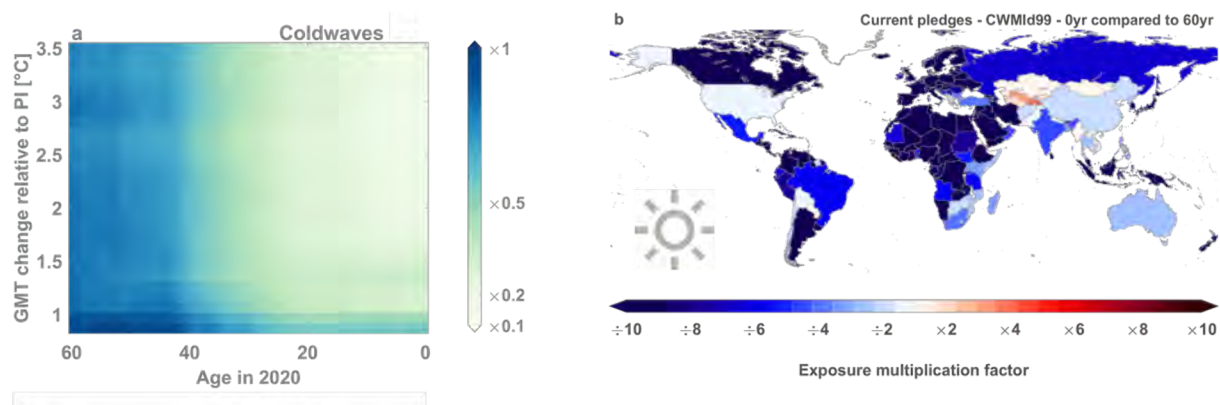 a Coldwaves
GMT change relative to PI [°C]
3.5
3
2.5
2
1.5
1
60 40 20 0
Age in 2020
×1
×0.5
×0.2
×0.1
b Current pledges - CWMId99 - 0yr compared to 60yr
÷10 ÷8 ÷6 ÷4 ÷2 ×2 ×4 ×6 ×8 ×10
Exposure multiplication factor